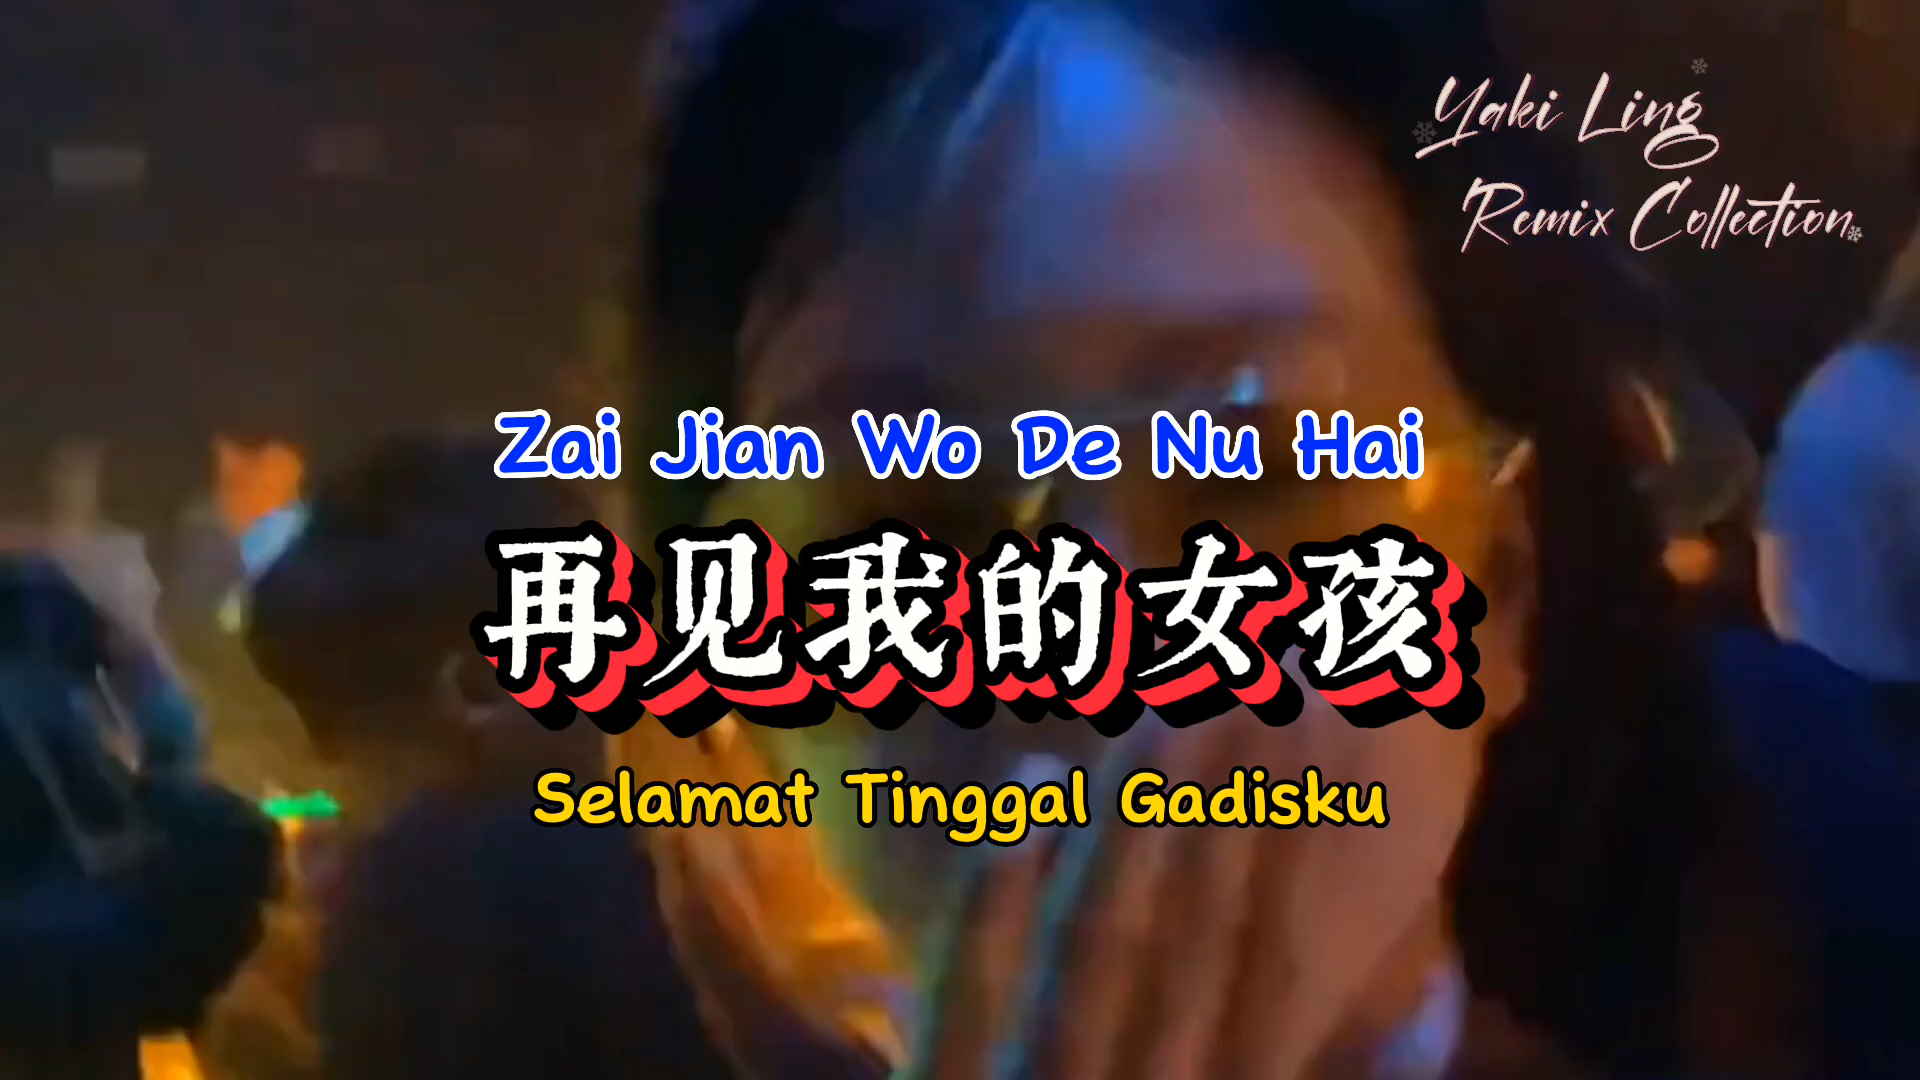 Yaki Ling
Remix Collection
Zai Jian Wo De Nu Hai
再见我的女孩
Selamat Tinggal Gadisku